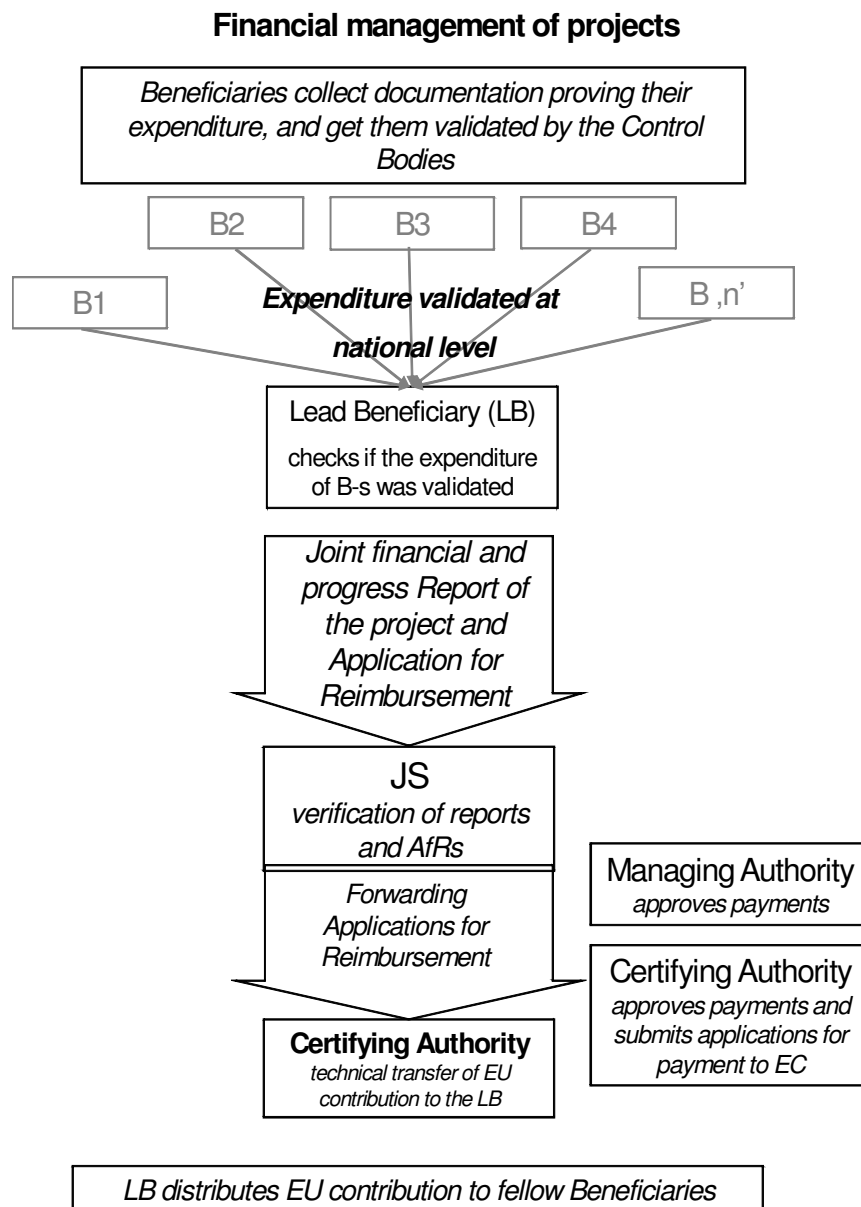 Financial management of projects
Beneficiaries collect documentation proving their
expenditure, and get them validated by the Control
Bodies
B2
B3
B4
B1
B ,n’
Expenditure validated at
national level
Lead Beneficiary (LB)
checks if the expenditure
of B-s was validated
Joint financial and
progress Report of
the project and
Application for
Reimbursement
JS
verification of reports
and AfRs
Forwarding
Applications for
Reimbursement
Managing Authority
approves payments
Certifying Authority
approves payments and
submits applications for
payment to EC
Certifying Authority
technical transfer of EU
contribution to the LB
LB distributes EU contribution to fellow Beneficiaries